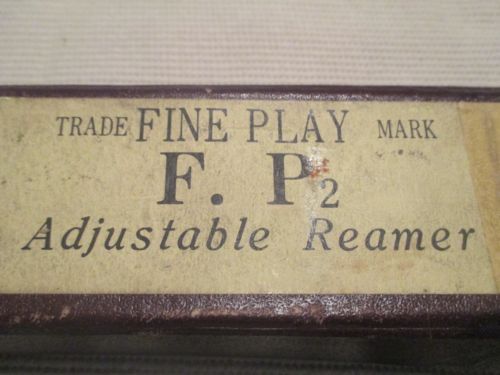 TRADE FINE PLAY MARK
F. P2
Adjustable Reamer